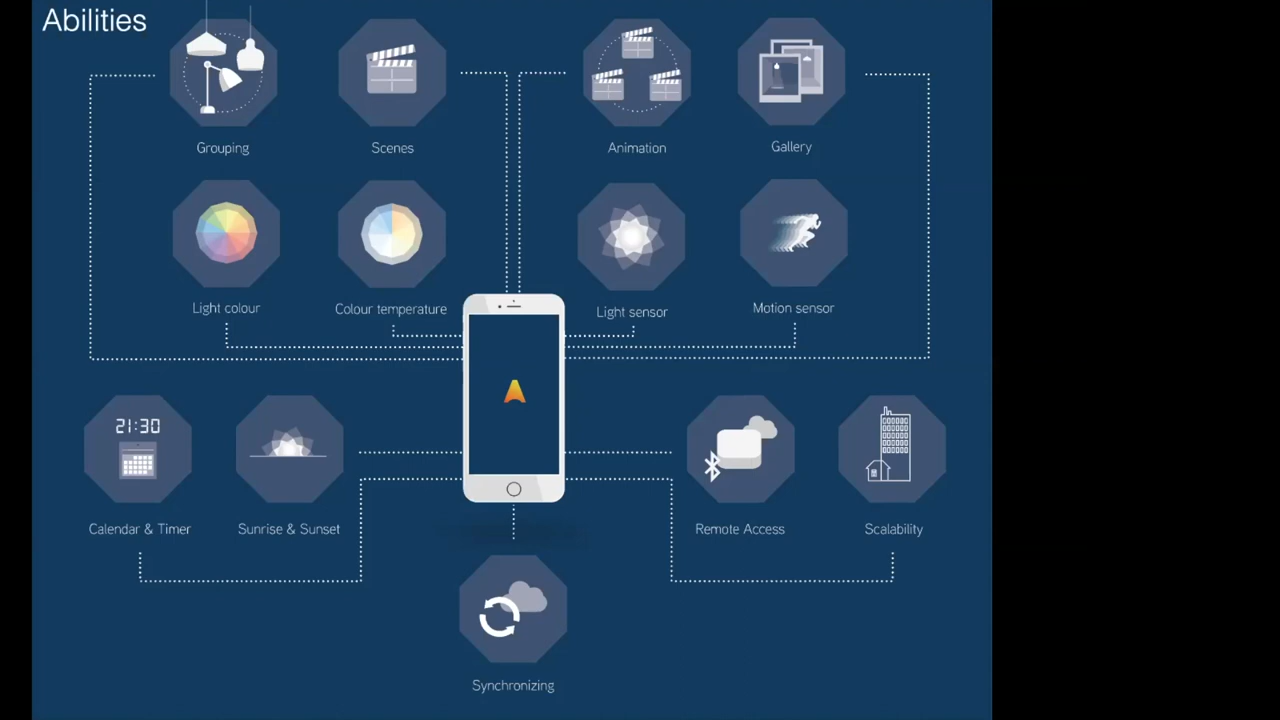 Abilities
Grouping
Scenes
Animation
Gallery
Light colour
Colour temperature
Light sensor
Motion sensor
21:30
Calendar & Timer
Sunrise & Sunset
Remote Access
Scalability
Synchronizing